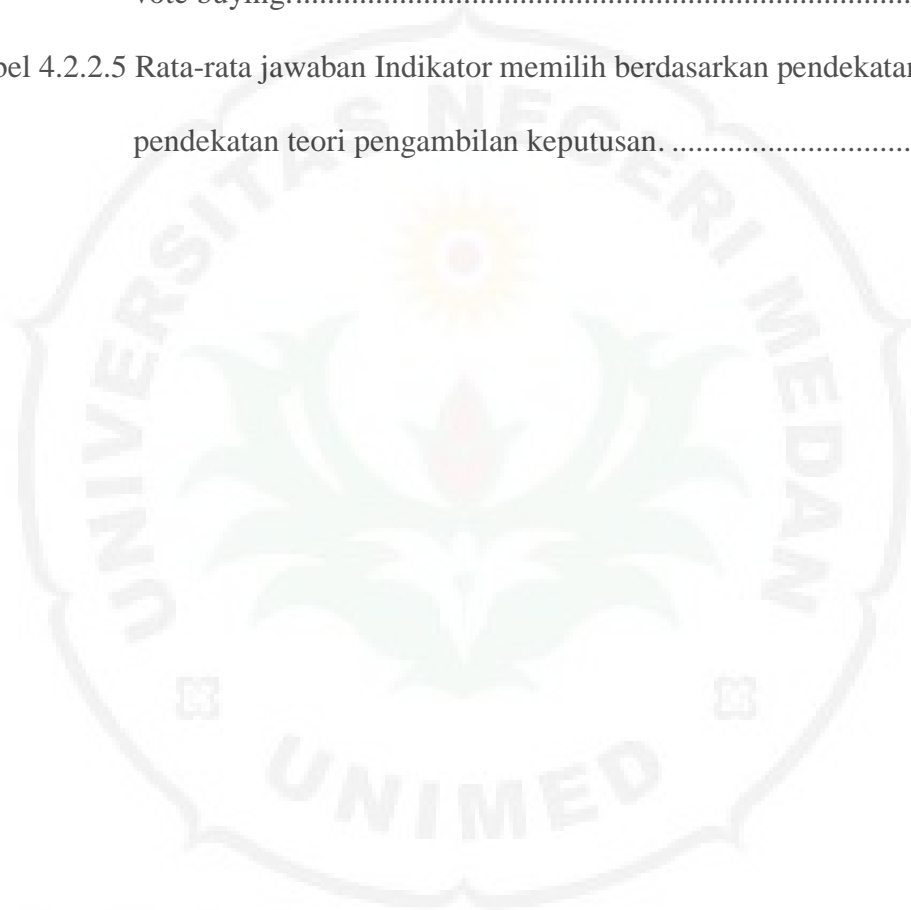 vote buying.................................................................................
bel 4.2.2.5 Rata-rata jawaban Indikator memilih berdasarkan pendekatan
pendekatan teori pengambilan keputusan. .............................
UNIVERSITAS NEGERI MEDAN
UNIMED